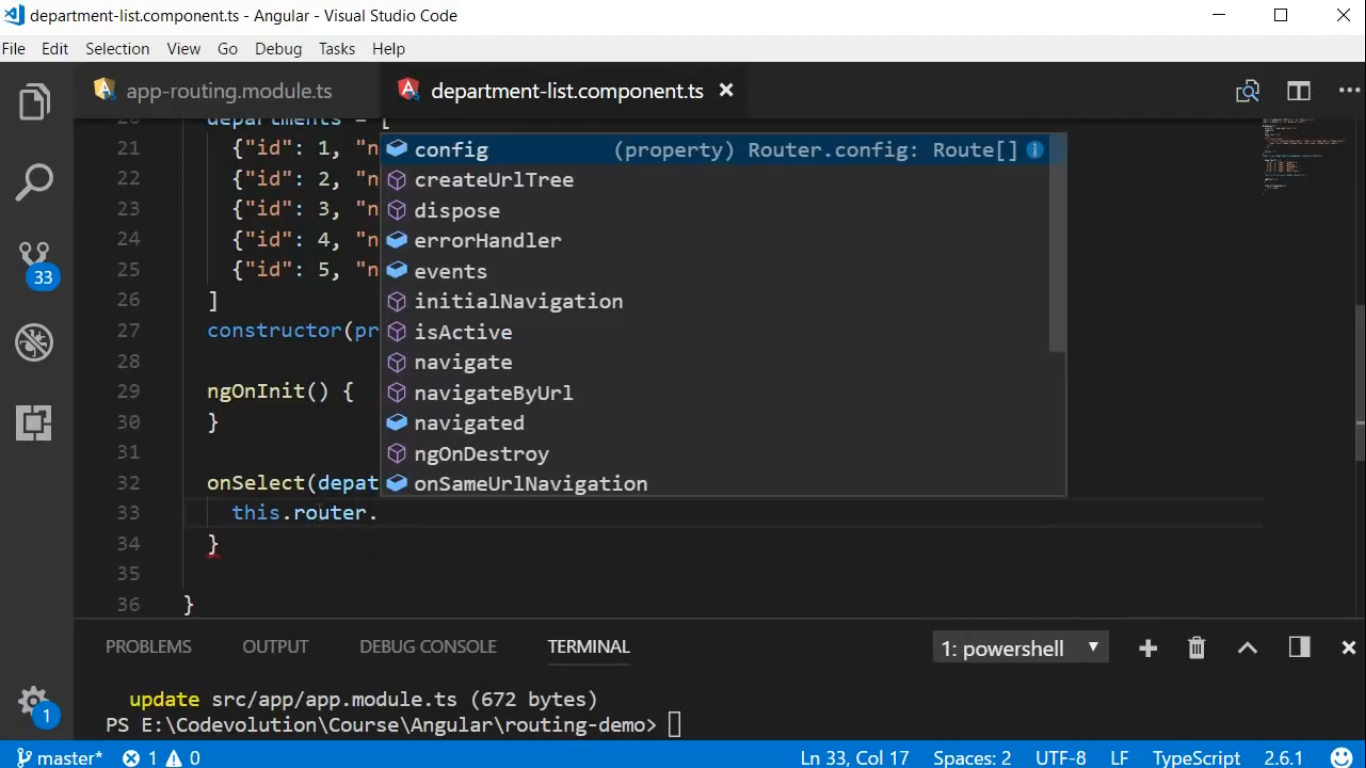 department-list.component.ts - Angular - Visual Studio Code
File Edit Selection View Go Debug Tasks Help
app-routing.module.ts department-list.component.ts
20 departments = [
21 {"id": 1, "n
22 {"id": 2, "n
23 {"id": 3, "n
24 {"id": 4, "n
25 {"id": 5, "n
26 ]
27 constructor(pr
28
29 ngOnInit() {
30 }
31
32 onSelect(depat
33 this.router.
34 }
35
36 }
config (property) Router.config: Route[]
createUrlTree
dispose
errorHandler
events
initialNavigation
isActive
navigate
navigateByUrl
navigated
ngOnDestroy
onSameUrlNavigation
33
1
PROBLEMS OUTPUT DEBUG CONSOLE TERMINAL 1: powershell
update src/app/app.module.ts (672 bytes)
PS E:\Codevolution\Course\Angular\routing-demo>
master* 1 0 Ln 33, Col 17 Spaces: 2 UTF-8 LF TypeScript 2.6.1